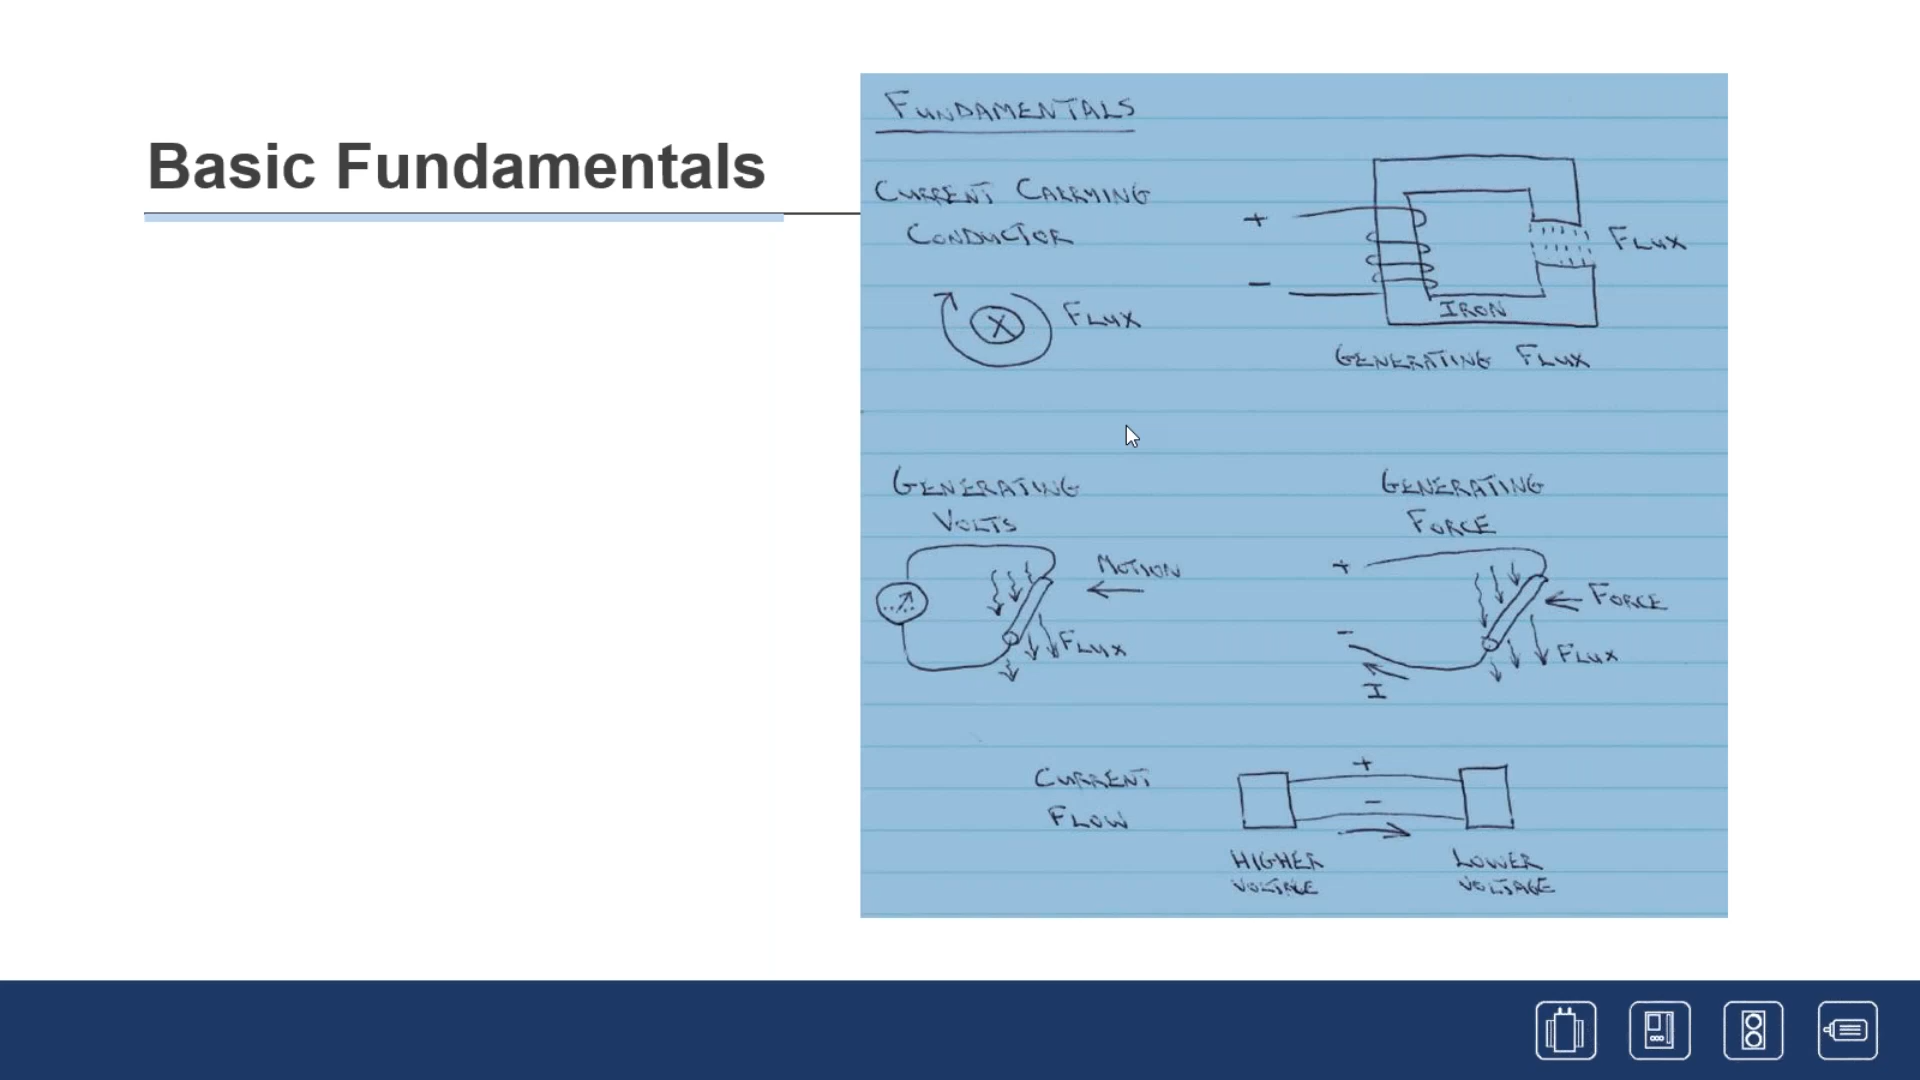 Basic Fundamentals
FUNDAMENTALS
CURRENT CARRYING
CONDUCTOR
X
FLUX
+
-
FLUX
IRON
GENERATING FLUX
GENERATING
VOLTS
MOTION
FLUX
GENERATING
FORCE
+
-
FORCE
FLUX
I
CURRENT
FLOW
+
-
HIGHER
VOLTAGE
LOWER
VOLTAGE